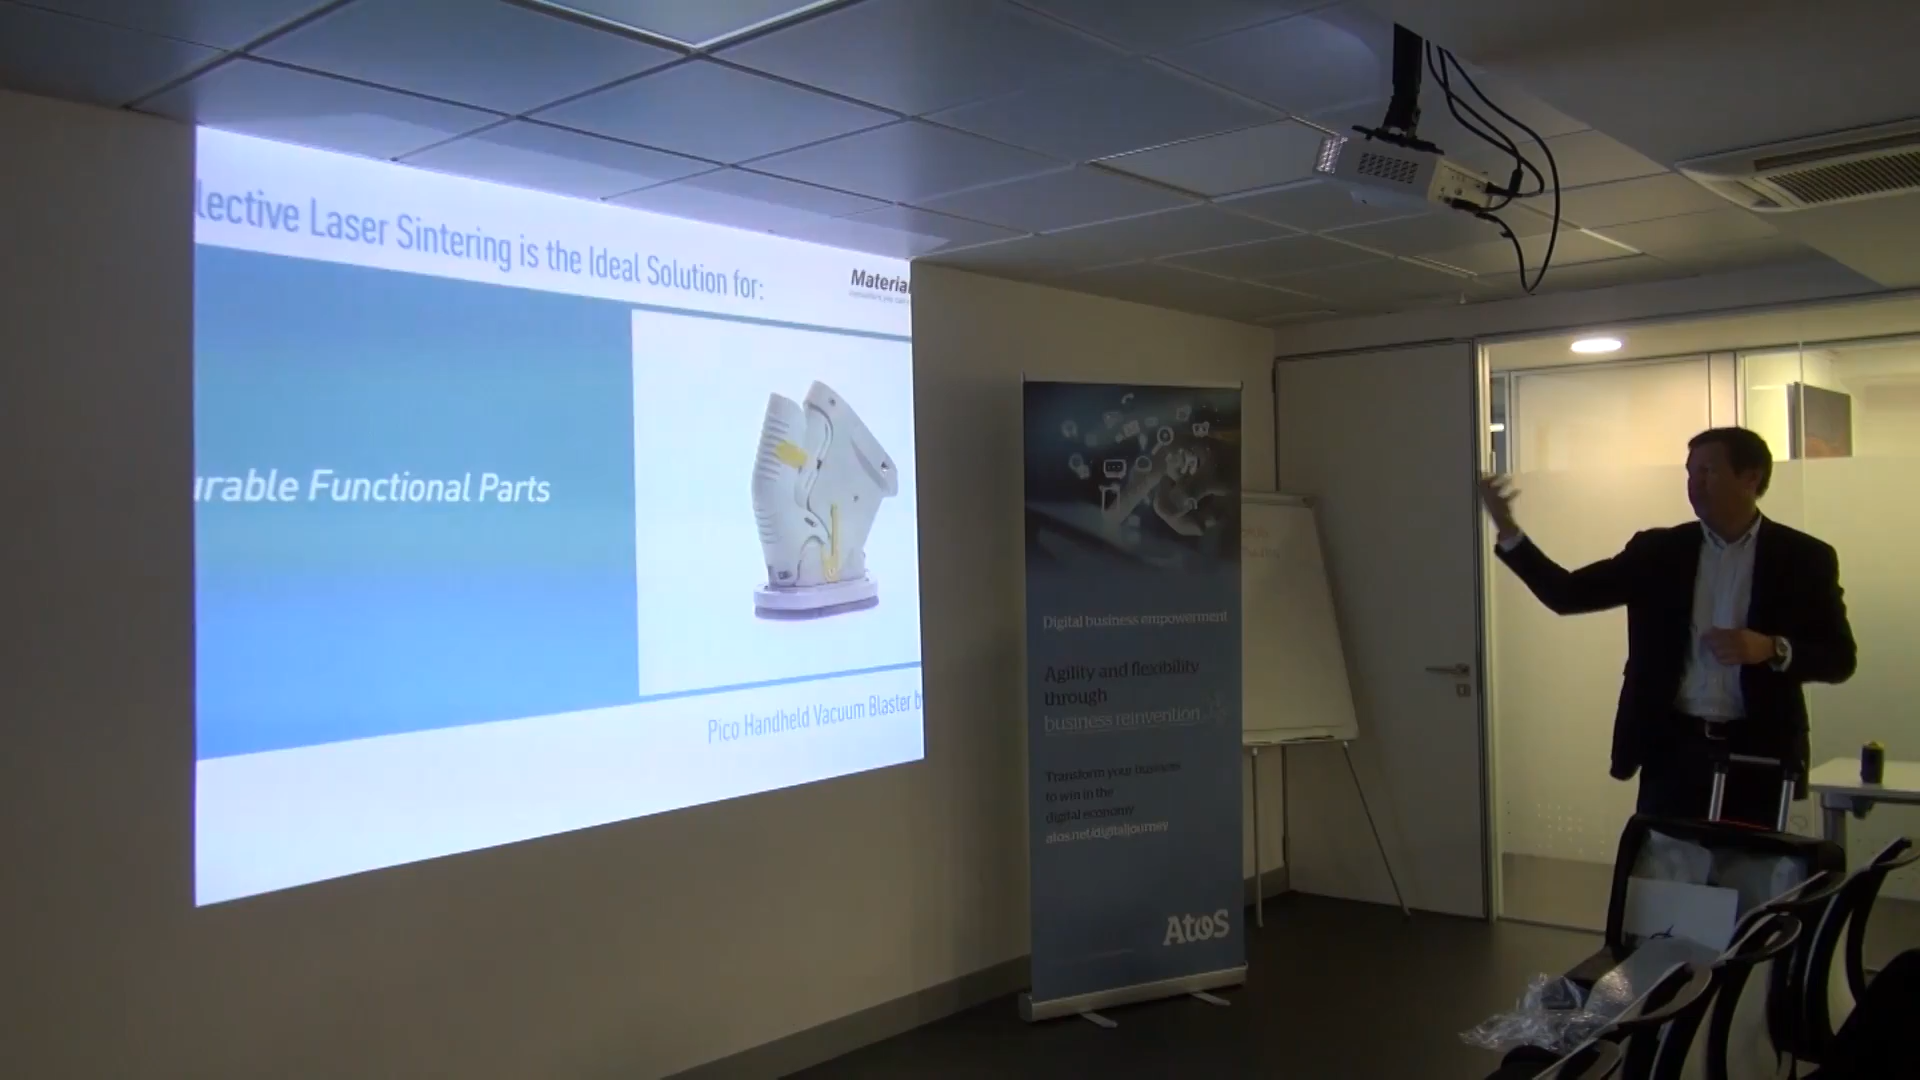 lective Laser Sintering is the Ideal Solution for:
Material
urable Functional Parts
Pico Handheld Vacuum Blaster b
Digital business empowerment
Agility and flexibility
through
business reinvention
Transform your business
to win in the
digital economy
atos.net/digitaljourney
Atos